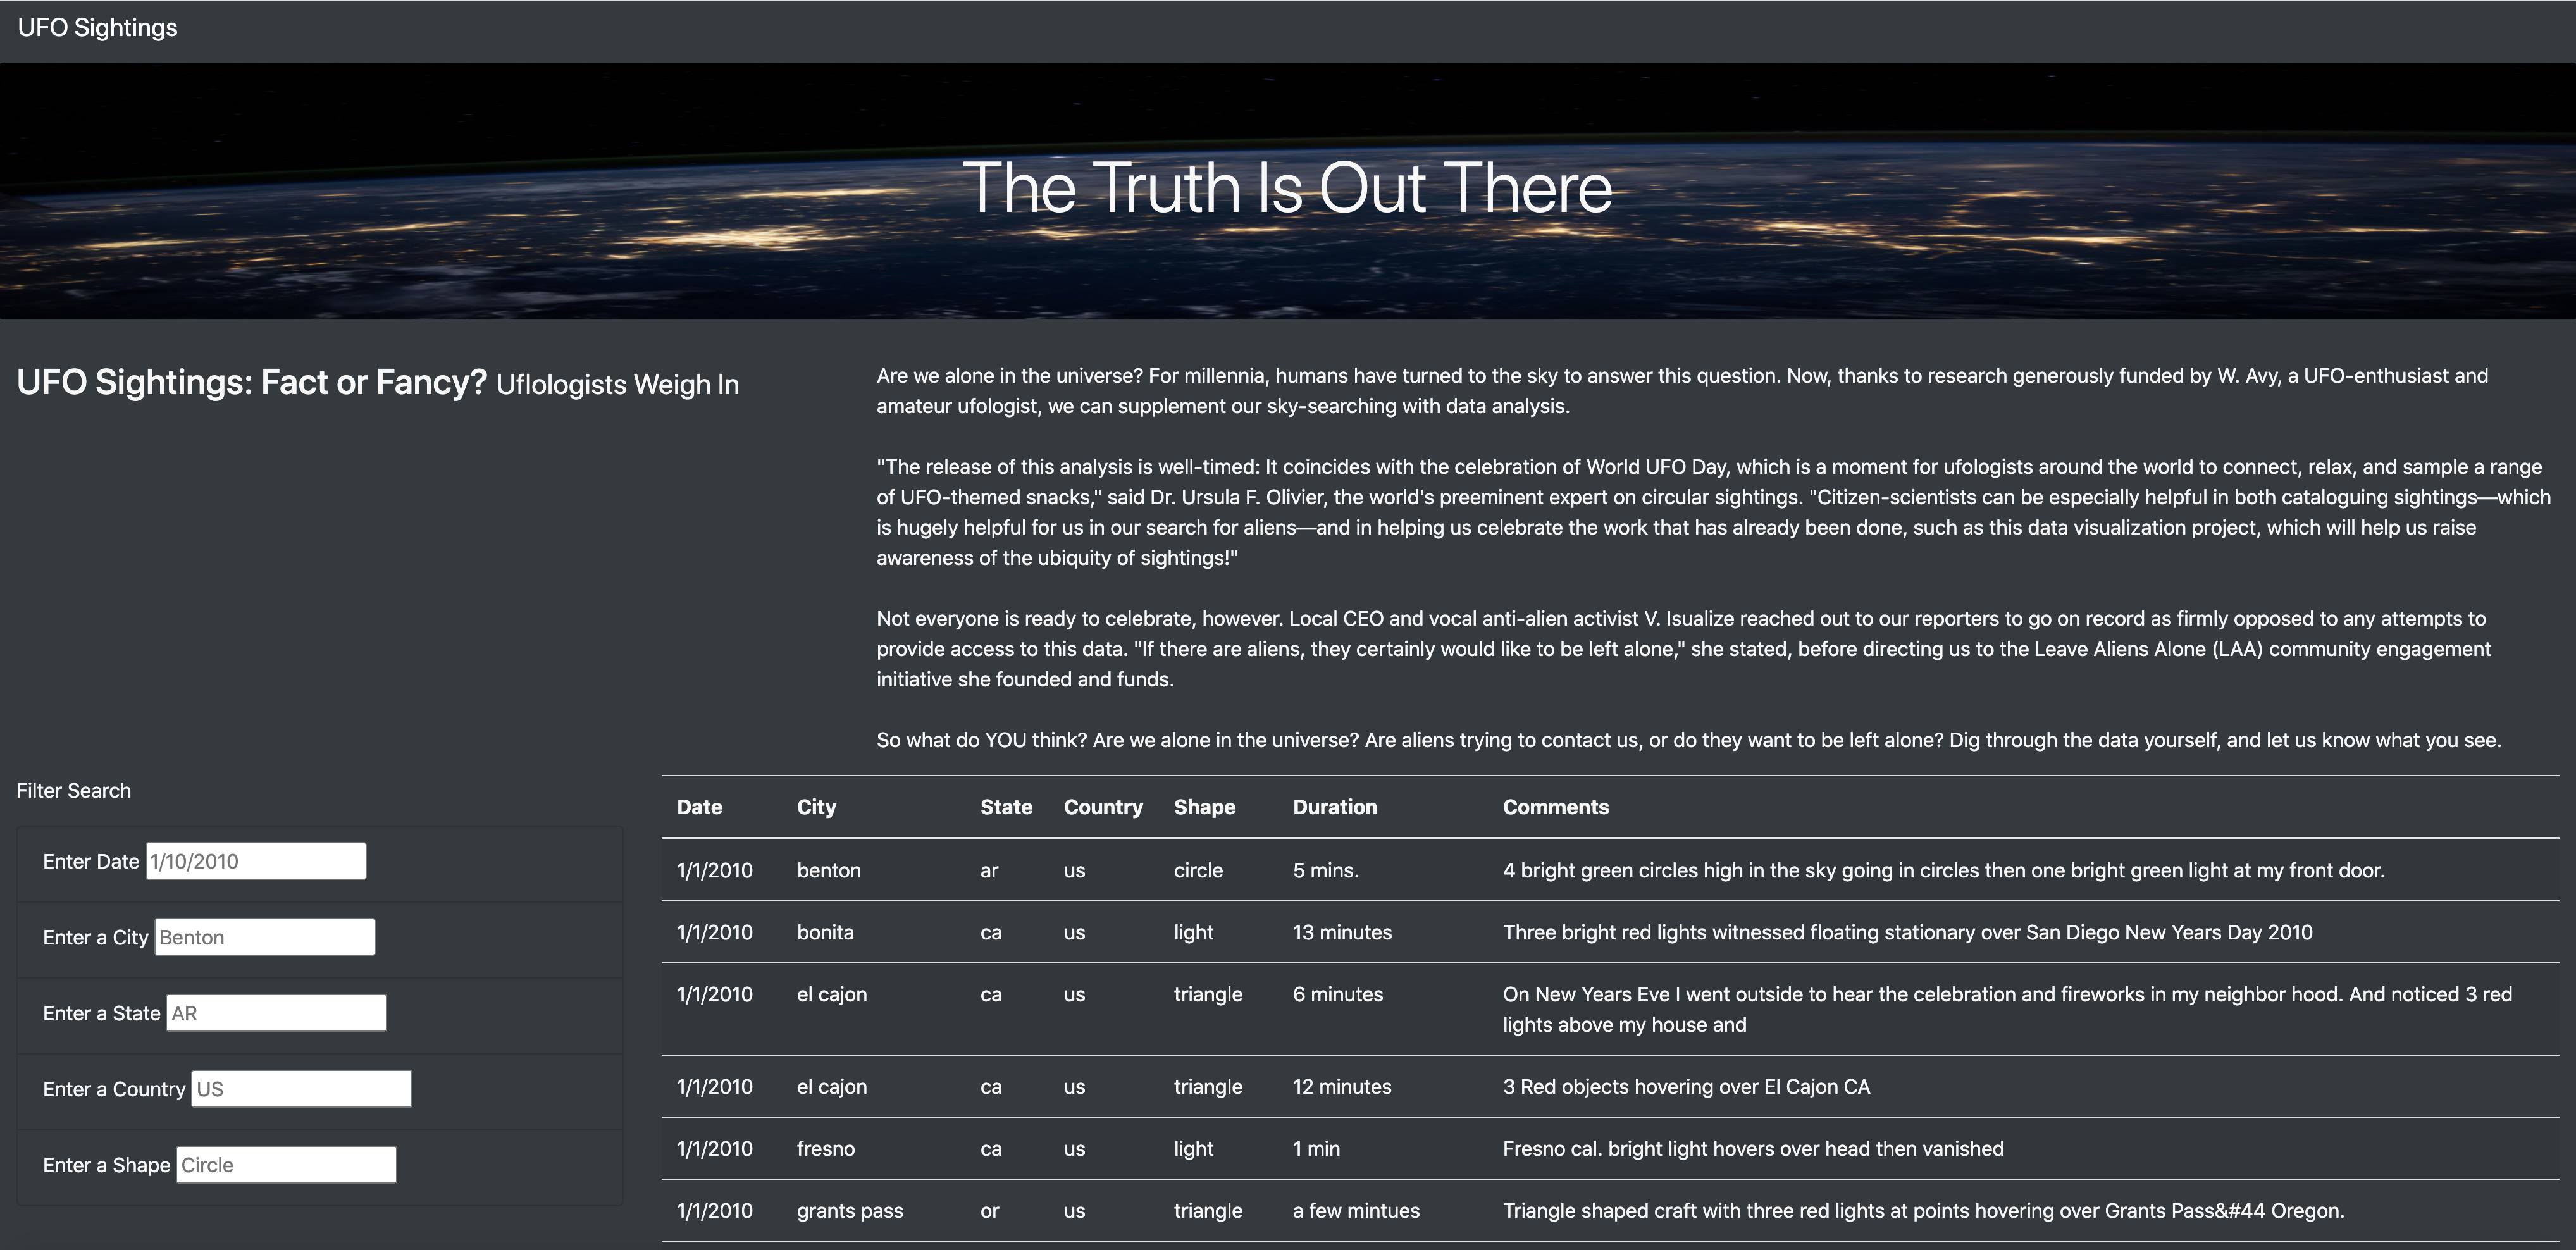 UFO Sightings
The Truth Is Out There
UFO Sightings: Fact or Fancy? Uflologists Weigh In
Are we alone in the universe? For millennia, humans have turned to the sky to answer this question. Now, thanks to research generously funded by W. Avy, a UFO-enthusiast and
amateur ufologist, we can supplement our sky-searching with data analysis.
"The release of this analysis is well-timed: It coincides with the celebration of World UFO Day, which is a moment for ufologists around the world to connect, relax, and sample a range
of UFO-themed snacks," said Dr. Ursula F. Olivier, the world's preeminent expert on circular sightings. "Citizen-scientists can be especially helpful in both cataloguing sightings—which
is hugely helpful for us in our search for aliens—and in helping us celebrate the work that has already been done, such as this data visualization project, which will help us raise
awareness of the ubiquity of sightings!"
Not everyone is ready to celebrate, however. Local CEO and vocal anti-alien activist V. Isualize reached out to our reporters to go on record as firmly opposed to any attempts to
provide access to this data. "If there are aliens, they certainly would like to be left alone," she stated, before directing us to the Leave Aliens Alone (LAA) community engagement
initiative she founded and funds.
So what do YOU think? Are we alone in the universe? Are aliens trying to contact us, or do they want to be left alone? Dig through the data yourself, and let us know what you see.
Filter Search
Enter Date 1/10/2010
Enter a City Benton
Enter a State AR
Enter a Country US
Enter a Shape Circle
Date City State Country Shape Duration Comments
1/1/2010 benton ar us circle 5 mins. 4 bright green circles high in the sky going in circles then one bright green light at my front door.
1/1/2010 bonita ca us light 13 minutes Three bright red lights witnessed floating stationary over San Diego New Years Day 2010
1/1/2010 el cajon ca us triangle 6 minutes On New Years Eve I went outside to hear the celebration and fireworks in my neighbor hood. And noticed 3 red
lights above my house and
1/1/2010 el cajon ca us triangle 12 minutes 3 Red objects hovering over El Cajon CA
1/1/2010 fresno ca us light 1 min Fresno cal. bright light hovers over head then vanished
1/1/2010 grants pass or us triangle a few mintues Triangle shaped craft with three red lights at points hovering over Grants Pass&#44 Oregon.